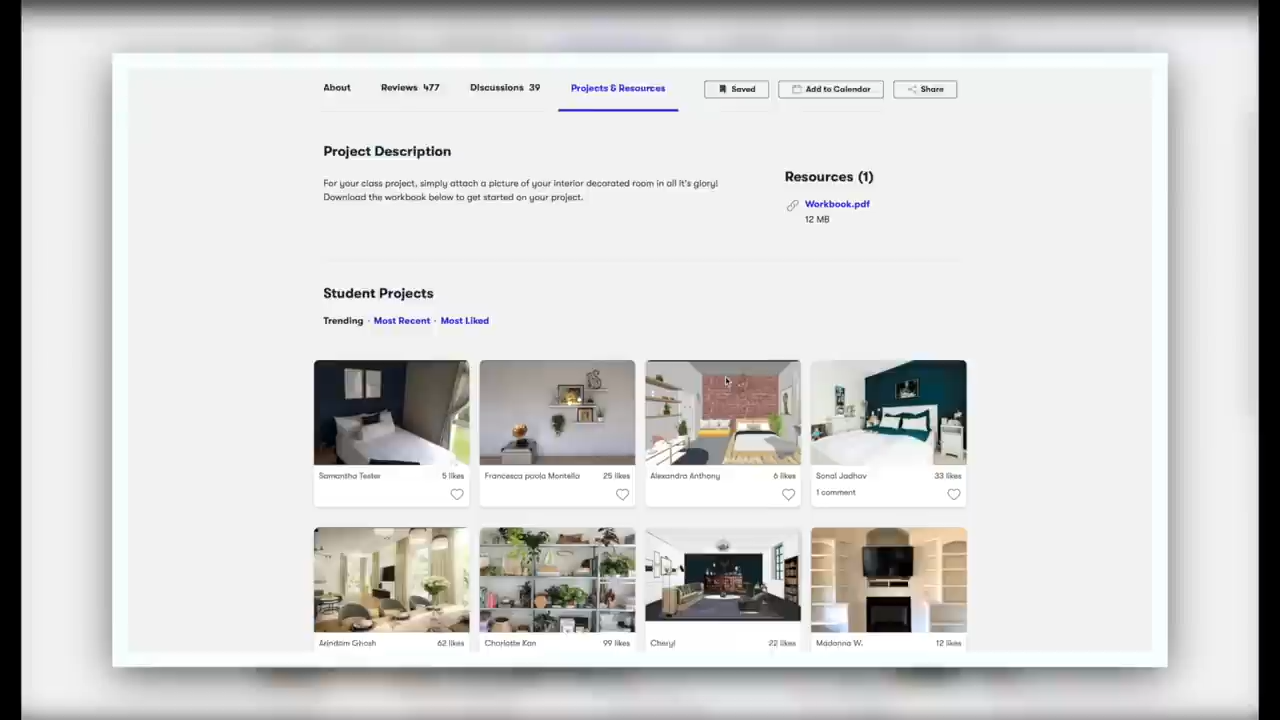 About Reviews 477 Discussions 39 Projects & Resources Saved Add to Calendar Share
Project Description
For your class project, simply attach a picture of your interior decorated room in all it's glory!
Download the workbook below to get started on your project.
Resources (1)
Workbook.pdf
12 MB
Student Projects
Trending · Most Recent · Most Liked
Samantha Tester 5 likes
Francesca paola Montella 25 likes
Alexandra Anthony 6 likes
Sonal Jadhav 33 likes
1 comment
Arindam Ghosh 62 likes
Charlotte Kan 99 likes
Cheryl 22 likes
Madonna W. 12 likes